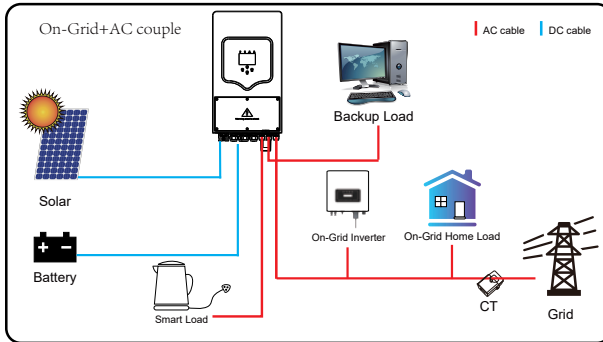 On-Grid+AC couple
AC cable
DC cable
Backup Load
Solar
On-Grid Inverter
On-Grid Home Load
Battery
Smart Load
CT
Grid